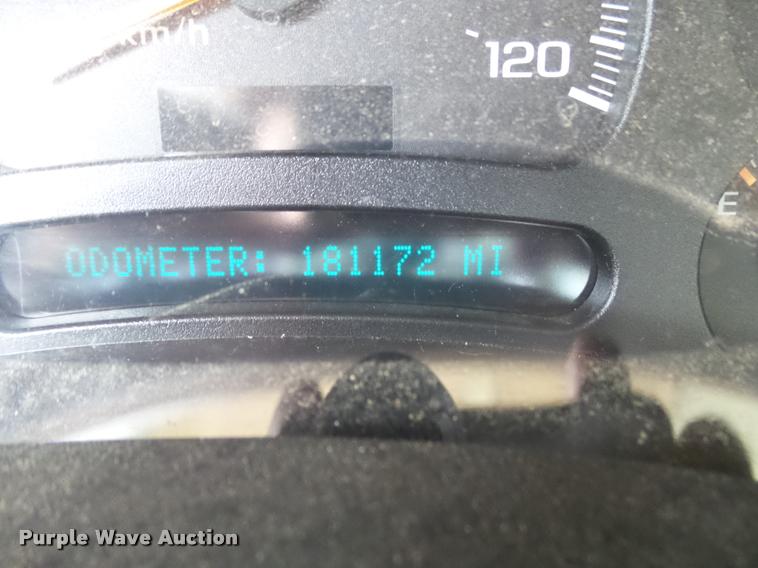 km/h
120
E
ODOMETER: 181172 MI
Purple Wave Auction